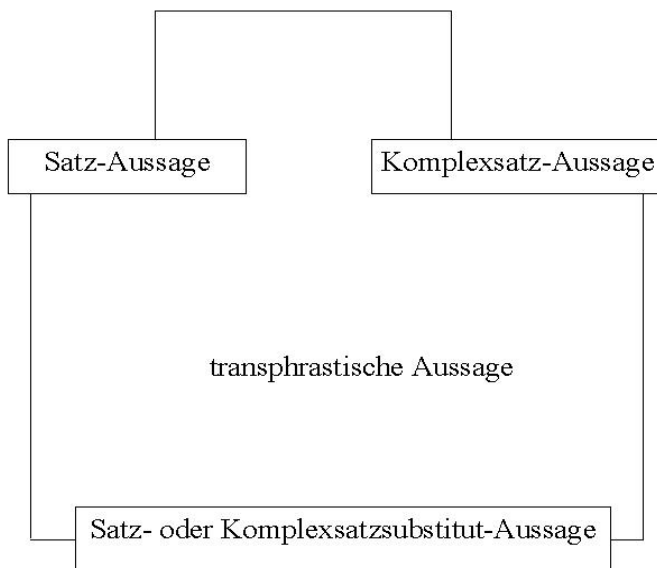 Satz-Aussage
Komplexsatz-Aussage
transphrastische Aussage
Satz- oder Komplexsatzsubstitut-Aussage